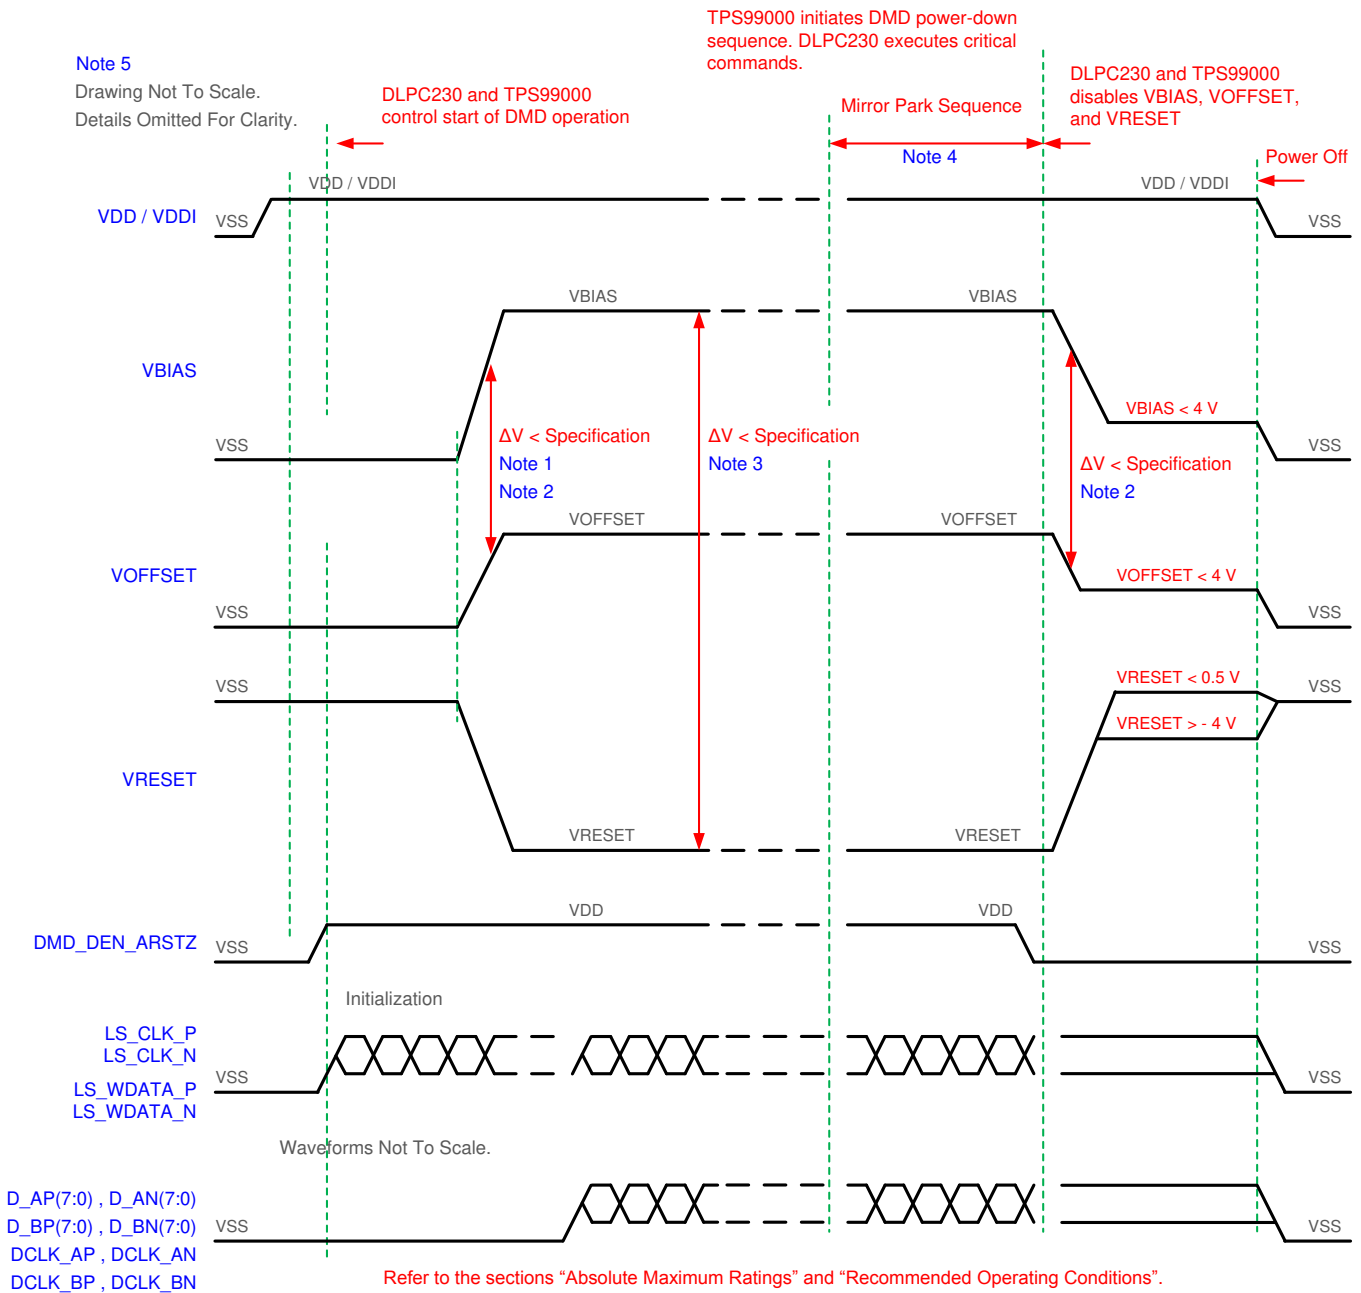 TPS99000 initiates DMD power-down
sequence. DLPC230 executes critical
commands.
Note 5
Drawing Not To Scale.
Details Omitted For Clarity.
DLPC230 and TPS99000
control start of DMD operation
Mirror Park Sequence
Note 4
DLPC230 and TPS99000
disables VBIAS, VOFFSET,
and VRESET
Power Off
VDD / VDDI
VSS
VDD / VDDI
VDD / VDDI
VSS
VBIAS
VSS
VBIAS
VBIAS
VBIAS < 4 V
VSS
ΔV < Specification
Note 1
Note 2
ΔV < Specification
Note 3
ΔV < Specification
Note 2
VOFFSET
VSS
VOFFSET
VOFFSET
VOFFSET < 4 V
VSS
VRESET
VSS
VRESET
VRESET
VRESET < 0.5 V
VRESET > - 4 V
VSS
DMD_DEN_ARSTZ
VSS
VDD
VDD
VSS
Initialization
LS_CLK_P
LS_CLK_N
LS_WDATA_P
LS_WDATA_N
VSS
VSS
Waveforms Not To Scale.
D_AP(7:0) , D_AN(7:0)
D_BP(7:0) , D_BN(7:0)
DCLK_AP , DCLK_AN
DCLK_BP , DCLK_BN
VSS
VSS
Refer to the sections “Absolute Maximum Ratings” and “Recommended Operating Conditions”.